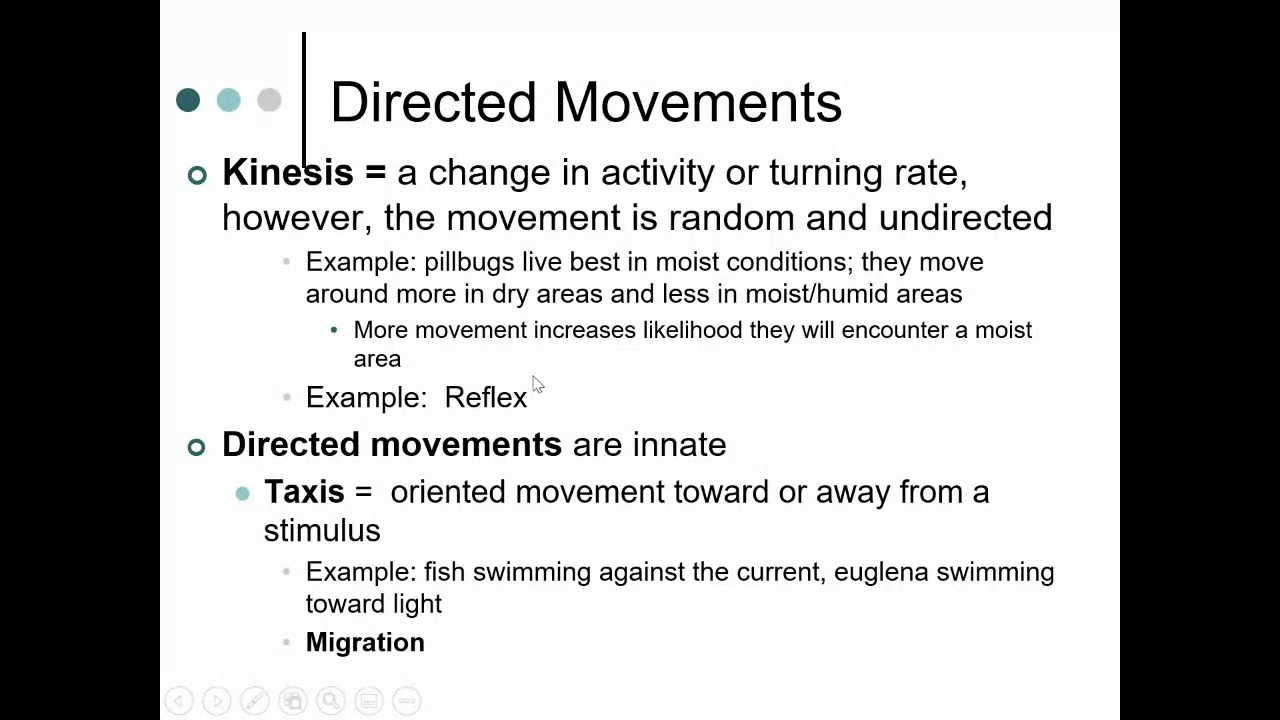 Directed Movements
Kinesis = a change in activity or turning rate,
however, the movement is random and undirected
Example: pillbugs live best in moist conditions; they move
around more in dry areas and less in moist/humid areas
More movement increases likelihood they will encounter a moist
area
Example:  Reflex
Directed movements are innate
Taxis =  oriented movement toward or away from a
stimulus
Example: fish swimming against the current, euglena swimming
toward light
Migration